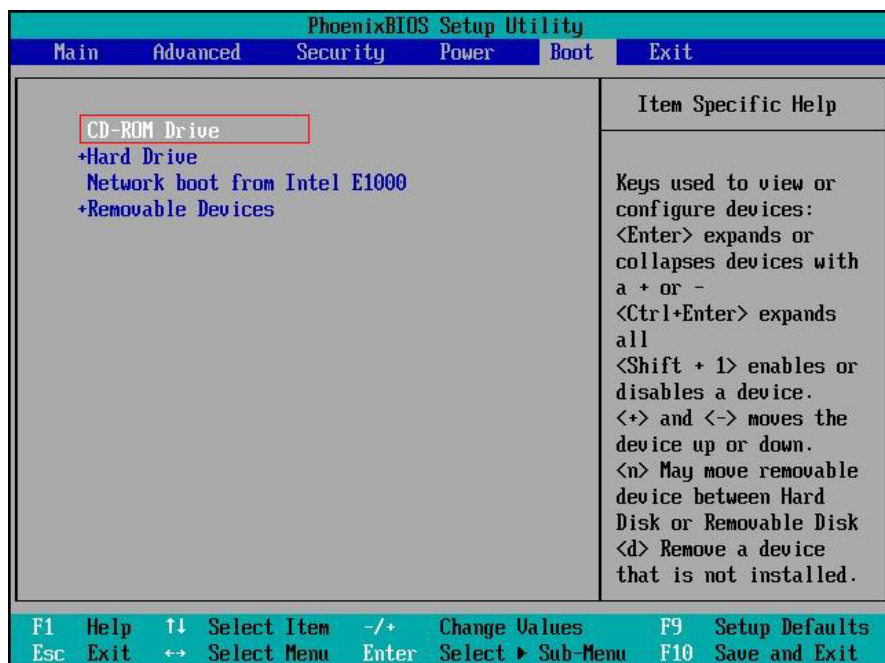 PhoenixBIOS Setup Utility
Main Advanced Security Power Boot Exit
CD-ROM Drive
+Hard Drive
Network boot from Intel E1000
+Removable Devices
Item Specific Help
Keys used to view or
configure devices:
<Enter> expands or
collapses devices with
a + or -
<Ctrl+Enter> expands
all
<Shift + 1> enables or
disables a device.
<+> and <-> moves the
device up or down.
<n> May move removable
device between Hard
Disk or Removable Disk
<d> Remove a device
that is not installed.
F1 Help ↑↓ Select Item -/+ Change Values F9 Setup Defaults
Esc Exit ↔ Select Menu Enter Select ▶ Sub-Menu F10 Save and Exit